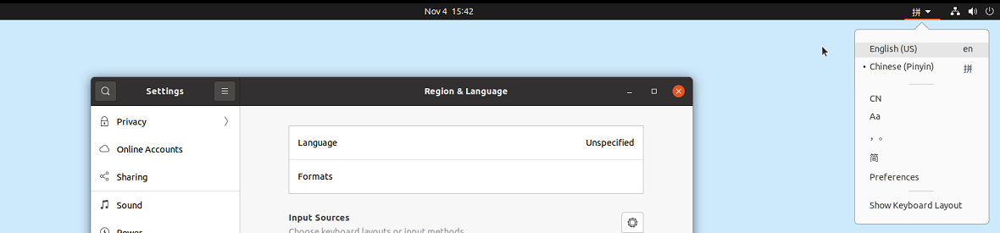 Nov 4 15:42
拼
English (US) en
Chinese (Pinyin) 拼
CN
Aa
，。
简
Preferences
Show Keyboard Layout
Settings
Region & Language
Privacy
Online Accounts
Sharing
Sound
Power
Language Unspecified
Formats
Input Sources
Choose keyboard layouts or input methods